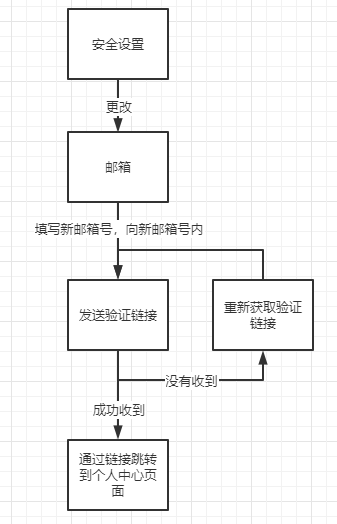 安全设置
更改
邮箱
填写新邮箱号，向新邮箱号内
发送验证链接
重新获取验证
链接
没有收到
成功收到
通过链接跳转
到个人中心页
面